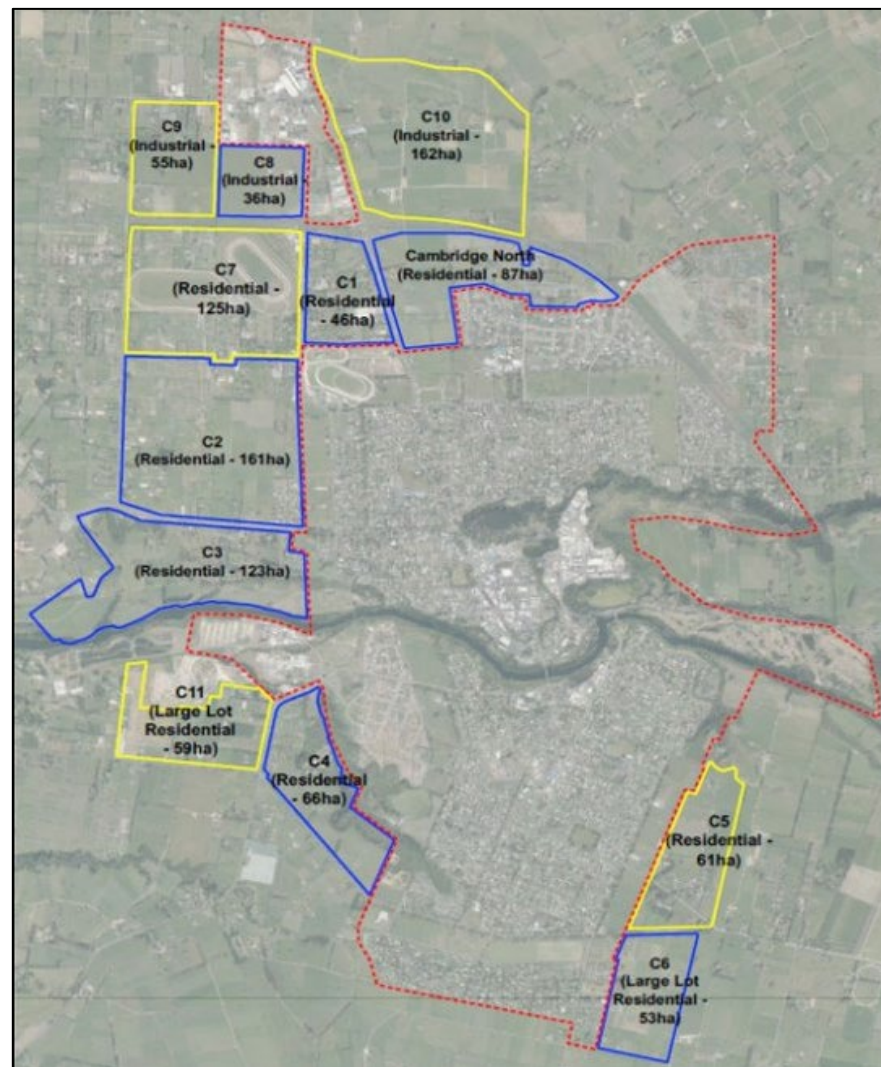 C9
(Industrial -
55ha)
C8
(Industrial -
36ha)
C10
(Industrial -
162ha)
C7
(Residential -
125ha)
C1
(Residential
- 46ha)
Cambridge North
(Residential - 87ha)
C2
(Residential - 161ha)
C3
(Residential - 123ha)
C11
(Large Lot
Residential
- 59ha)
C4
(Residential
- 66ha)
C5
(Residential -
61ha)
C6
(Large Lot
Residential -
53ha)